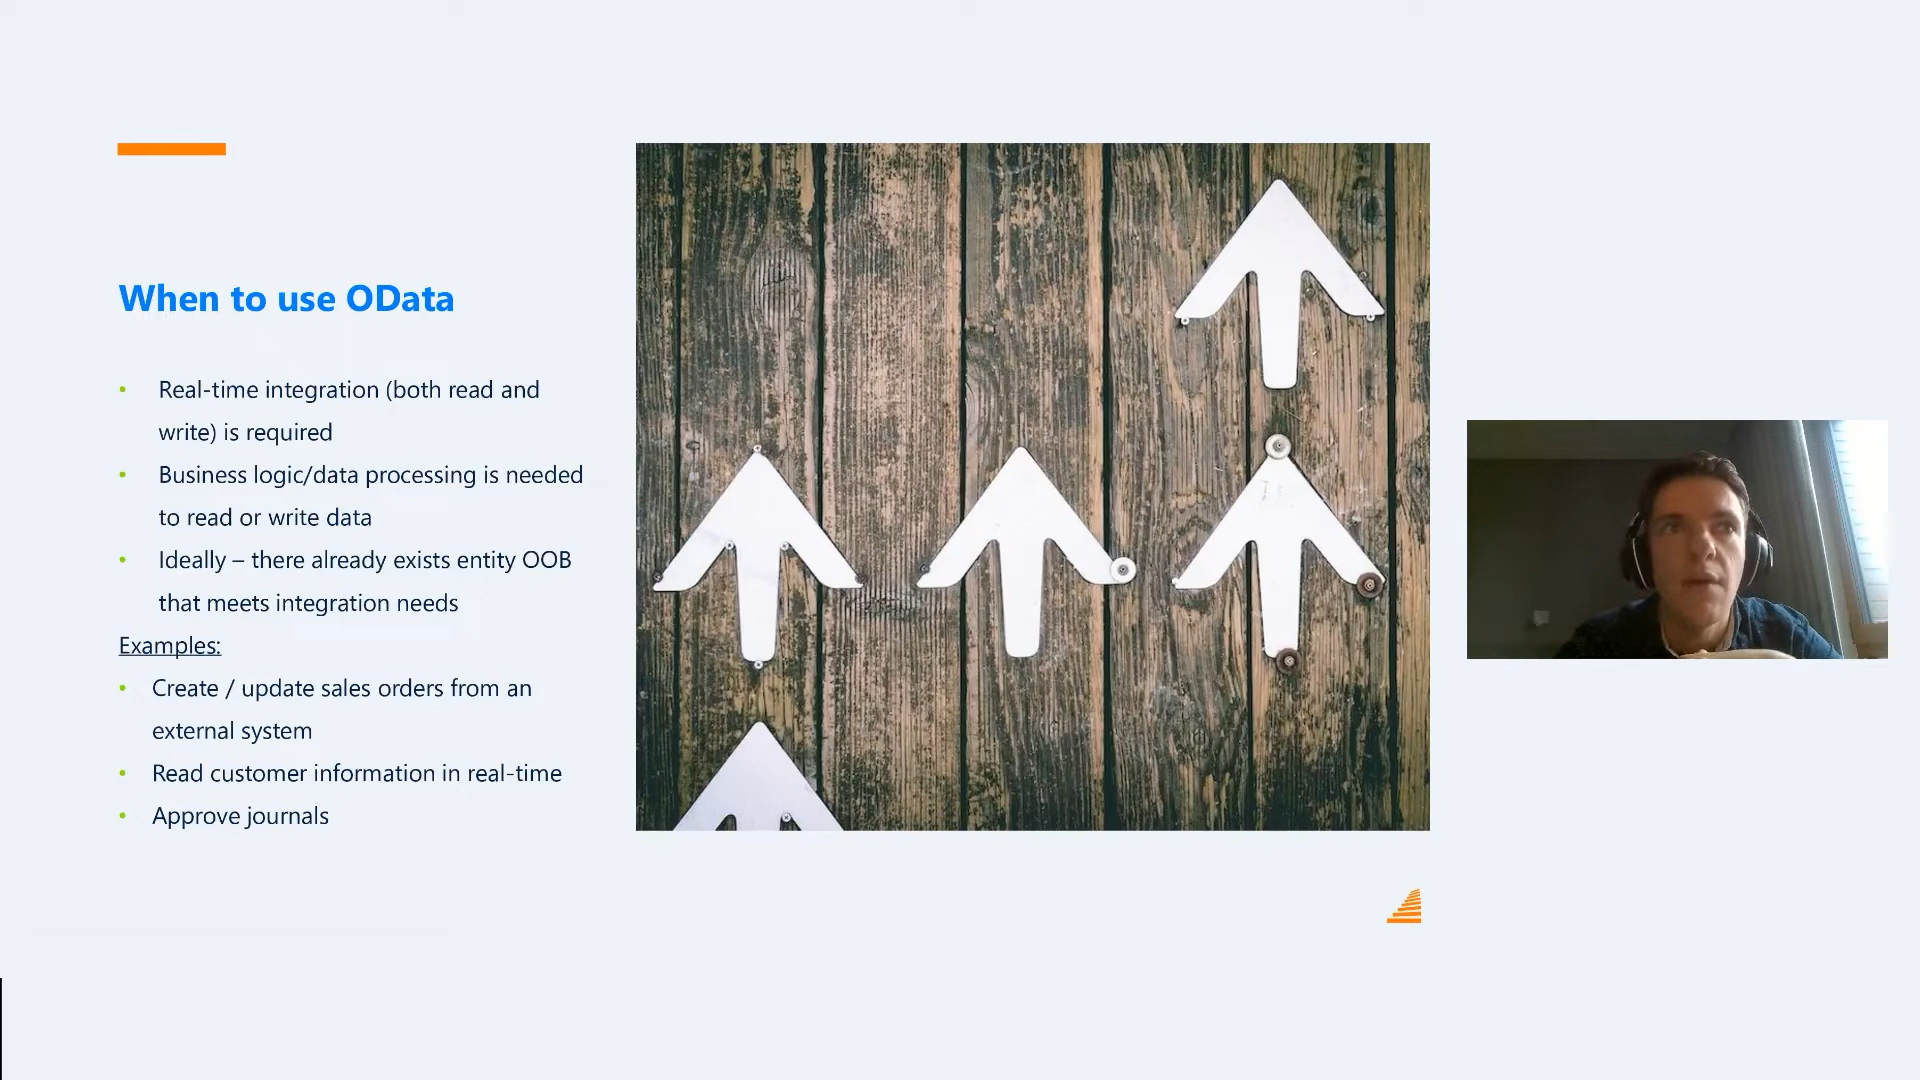 When to use OData
• Real-time integration (both read and
write) is required
• Business logic/data processing is needed
to read or write data
• Ideally – there already exists entity OOB
that meets integration needs
Examples:
• Create / update sales orders from an
external system
• Read customer information in real-time
• Approve journals